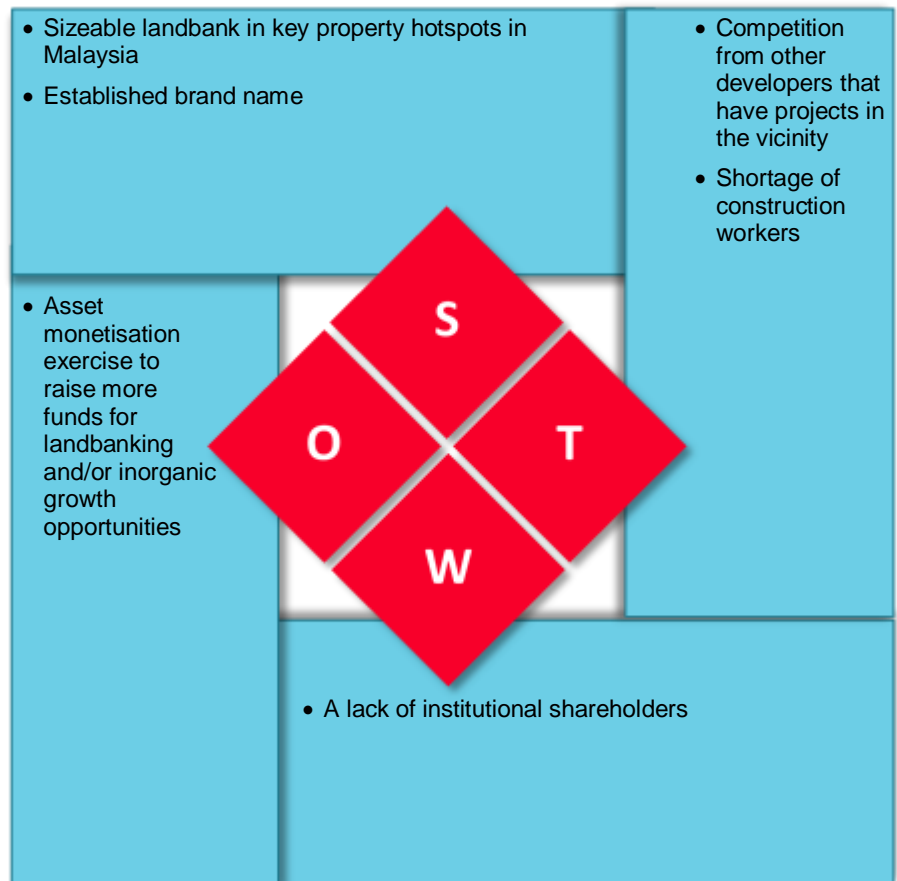 • Sizeable landbank in key property hotspots in
Malaysia
• Established brand name
• Competition
from other
developers that
have projects in
the vicinity
• Shortage of
construction
workers
• Asset
monetisation
exercise to
raise more
funds for
landbanking
and/or inorganic
growth
opportunities
S
O
T
W
• A lack of institutional shareholders